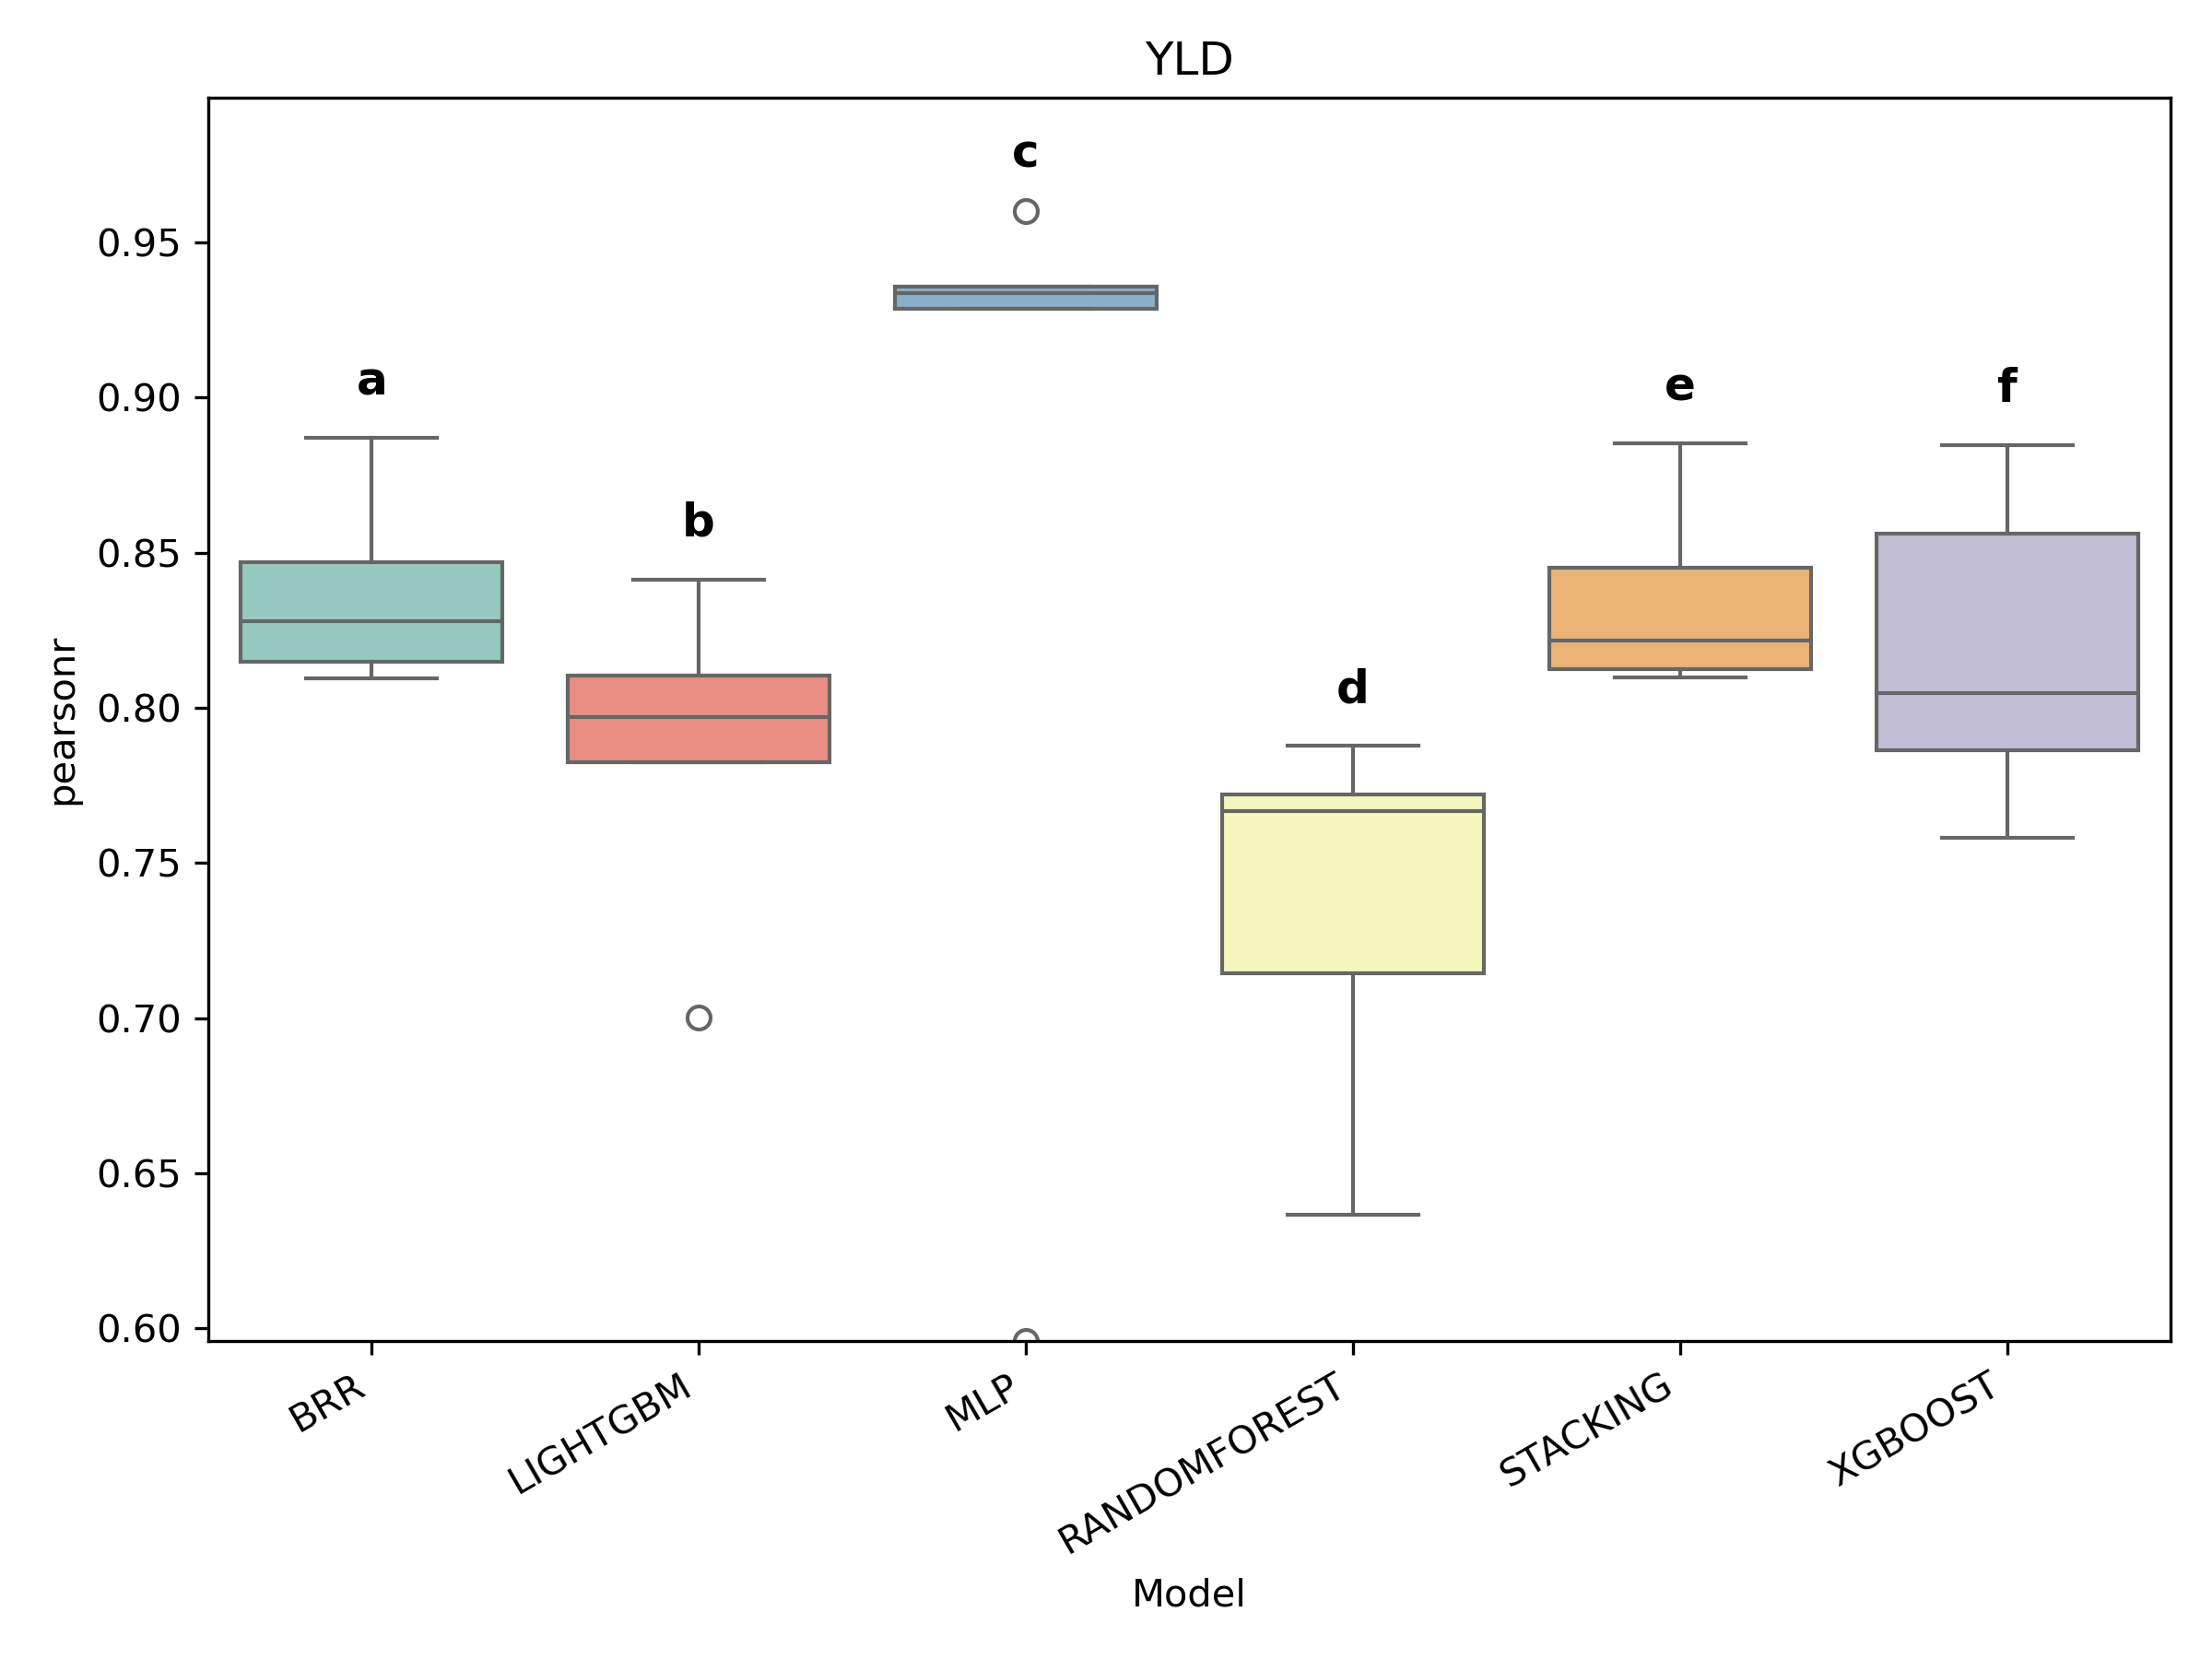 YLD
c
0.95
a
e
f
0.90
b
0.85
pearsonr
d
0.80
0.75
0.70
0.65
0.60
BRR
LIGHTGBM
MLP
RANDOMFOREST
STACKING
XGBOOST
Model